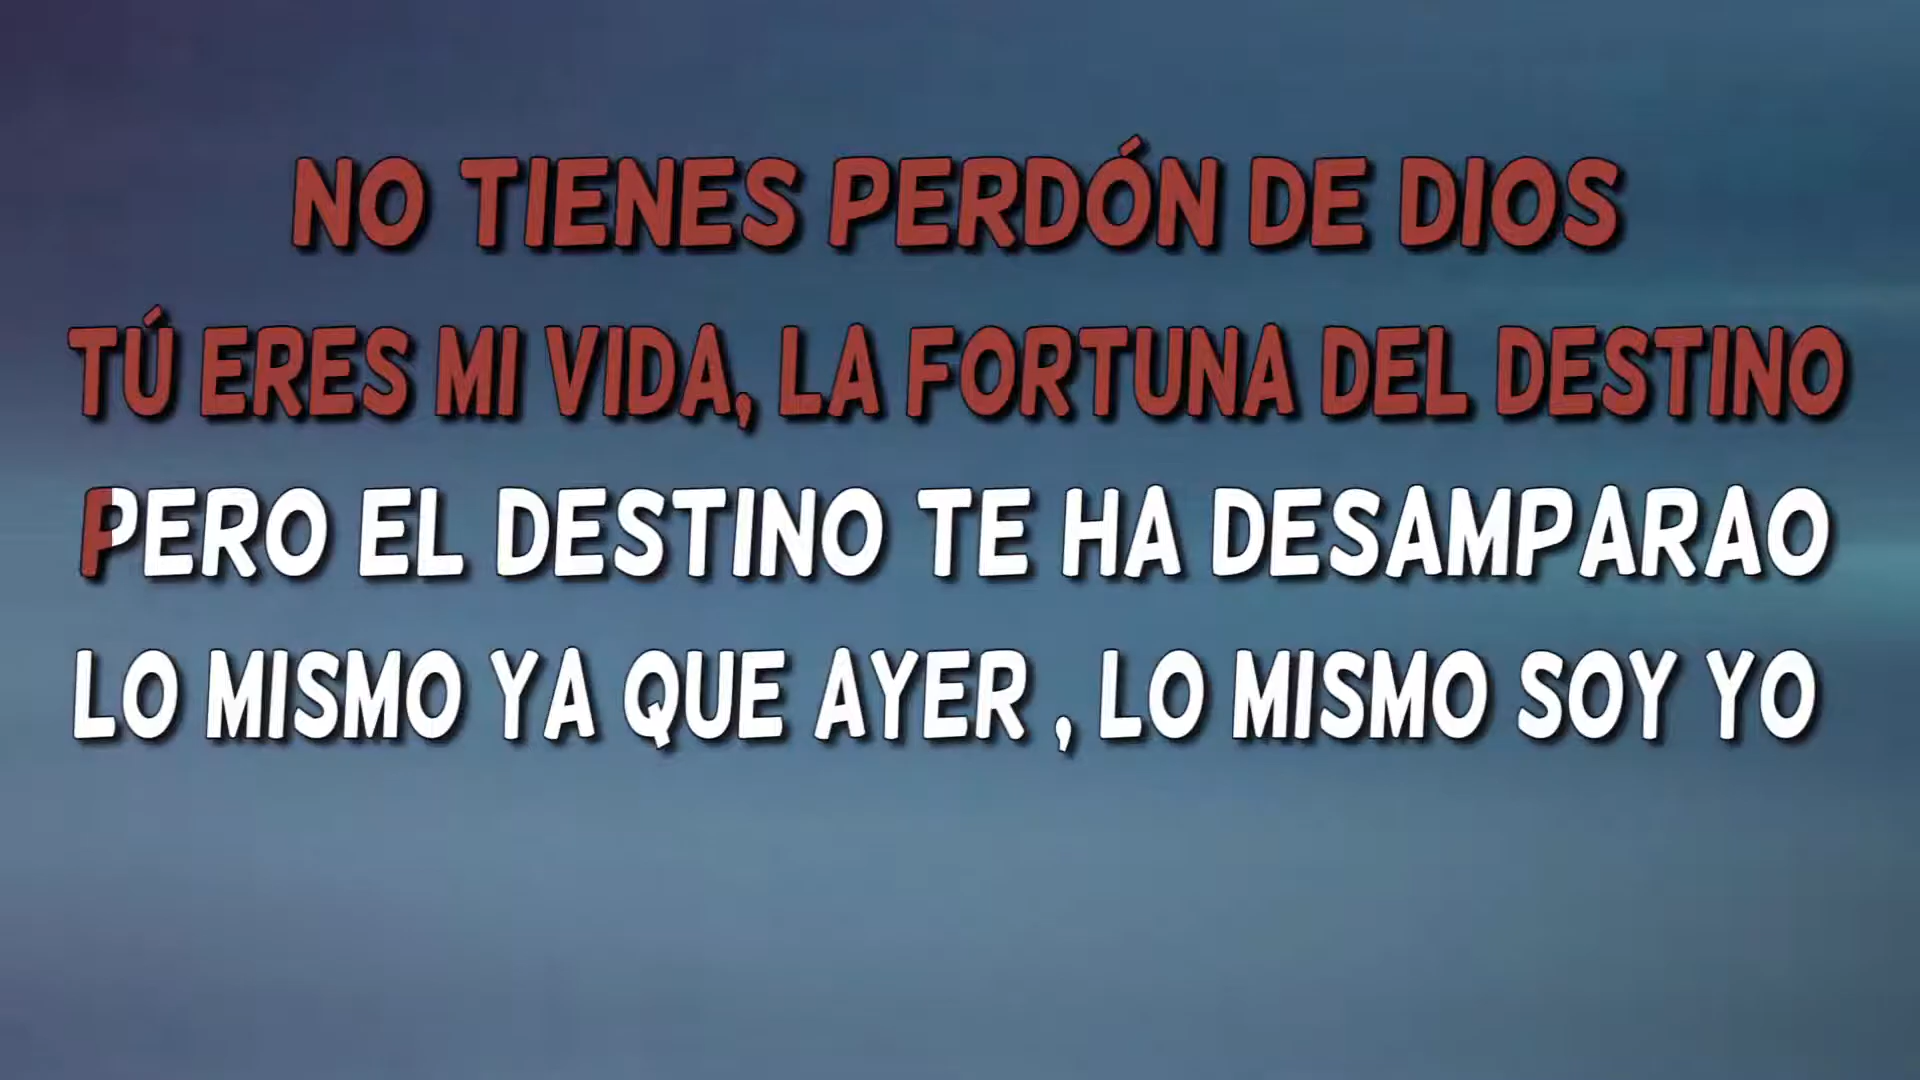 NO TIENES PERDÓN DE DIOS
TÚ ERES MI VIDA, LA FORTUNA DEL DESTINO
PERO EL DESTINO TE HA DESAMPARAO
LO MISMO YA QUE AYER , LO MISMO SOY YO